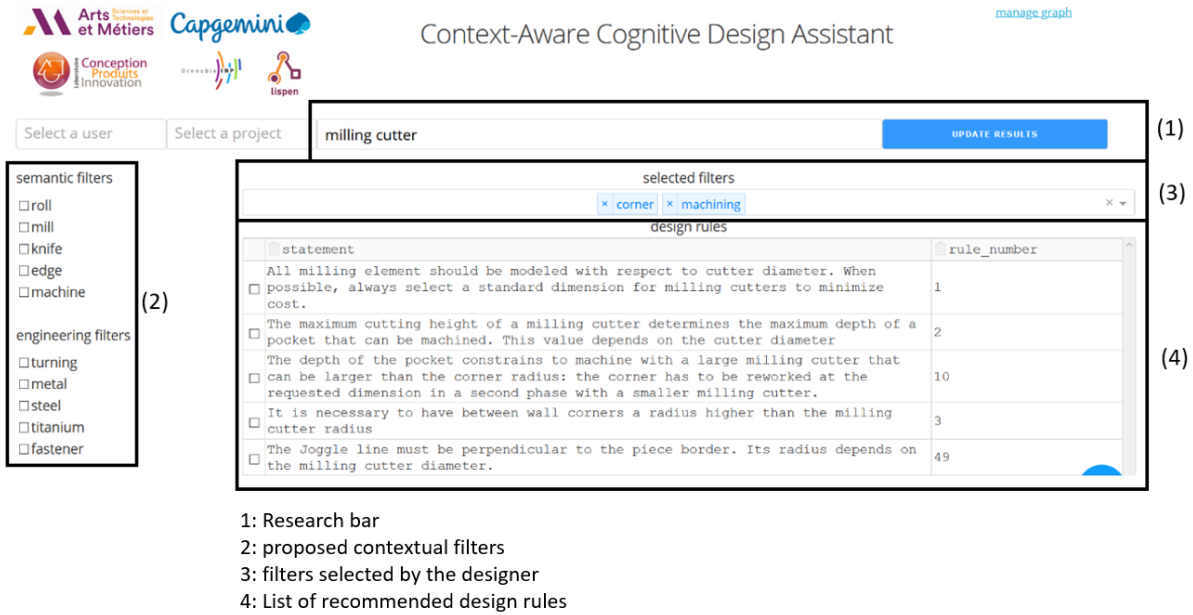 Arts Sciences et Technologies
et Métiers
Capgemini
manage graph
Context-Aware Cognitive Design Assistant
Laboratoire
Conception
Produits
Innovation
Grenoble INP
lispen
Select a user
Select a project
milling cutter
UPDATE RESULTS
(1)
semantic filters
roll
mill
knife
edge
machine
(2)
engineering filters
turning
metal
steel
titanium
fastener
selected filters
× corner × machining
(3)
design rules
statement rule_number
All milling element should be modeled with respect to cutter diameter. When
possible, always select a standard dimension for milling cutters to minimize
cost.
1
The maximum cutting height of a milling cutter determines the maximum depth of a
pocket that can be machined. This value depends on the cutter diameter
2
The depth of the pocket constrains to machine with a large milling cutter that
can be larger than the corner radius: the corner has to be reworked at the
requested dimension in a second phase with a smaller milling cutter.
10
It is necessary to have between wall corners a radius higher than the milling
cutter radius
3
The Joggle line must be perpendicular to the piece border. Its radius depends on
the milling cutter diameter.
49
(4)
1: Research bar
2: proposed contextual filters
3: filters selected by the designer
4: List of recommended design rules